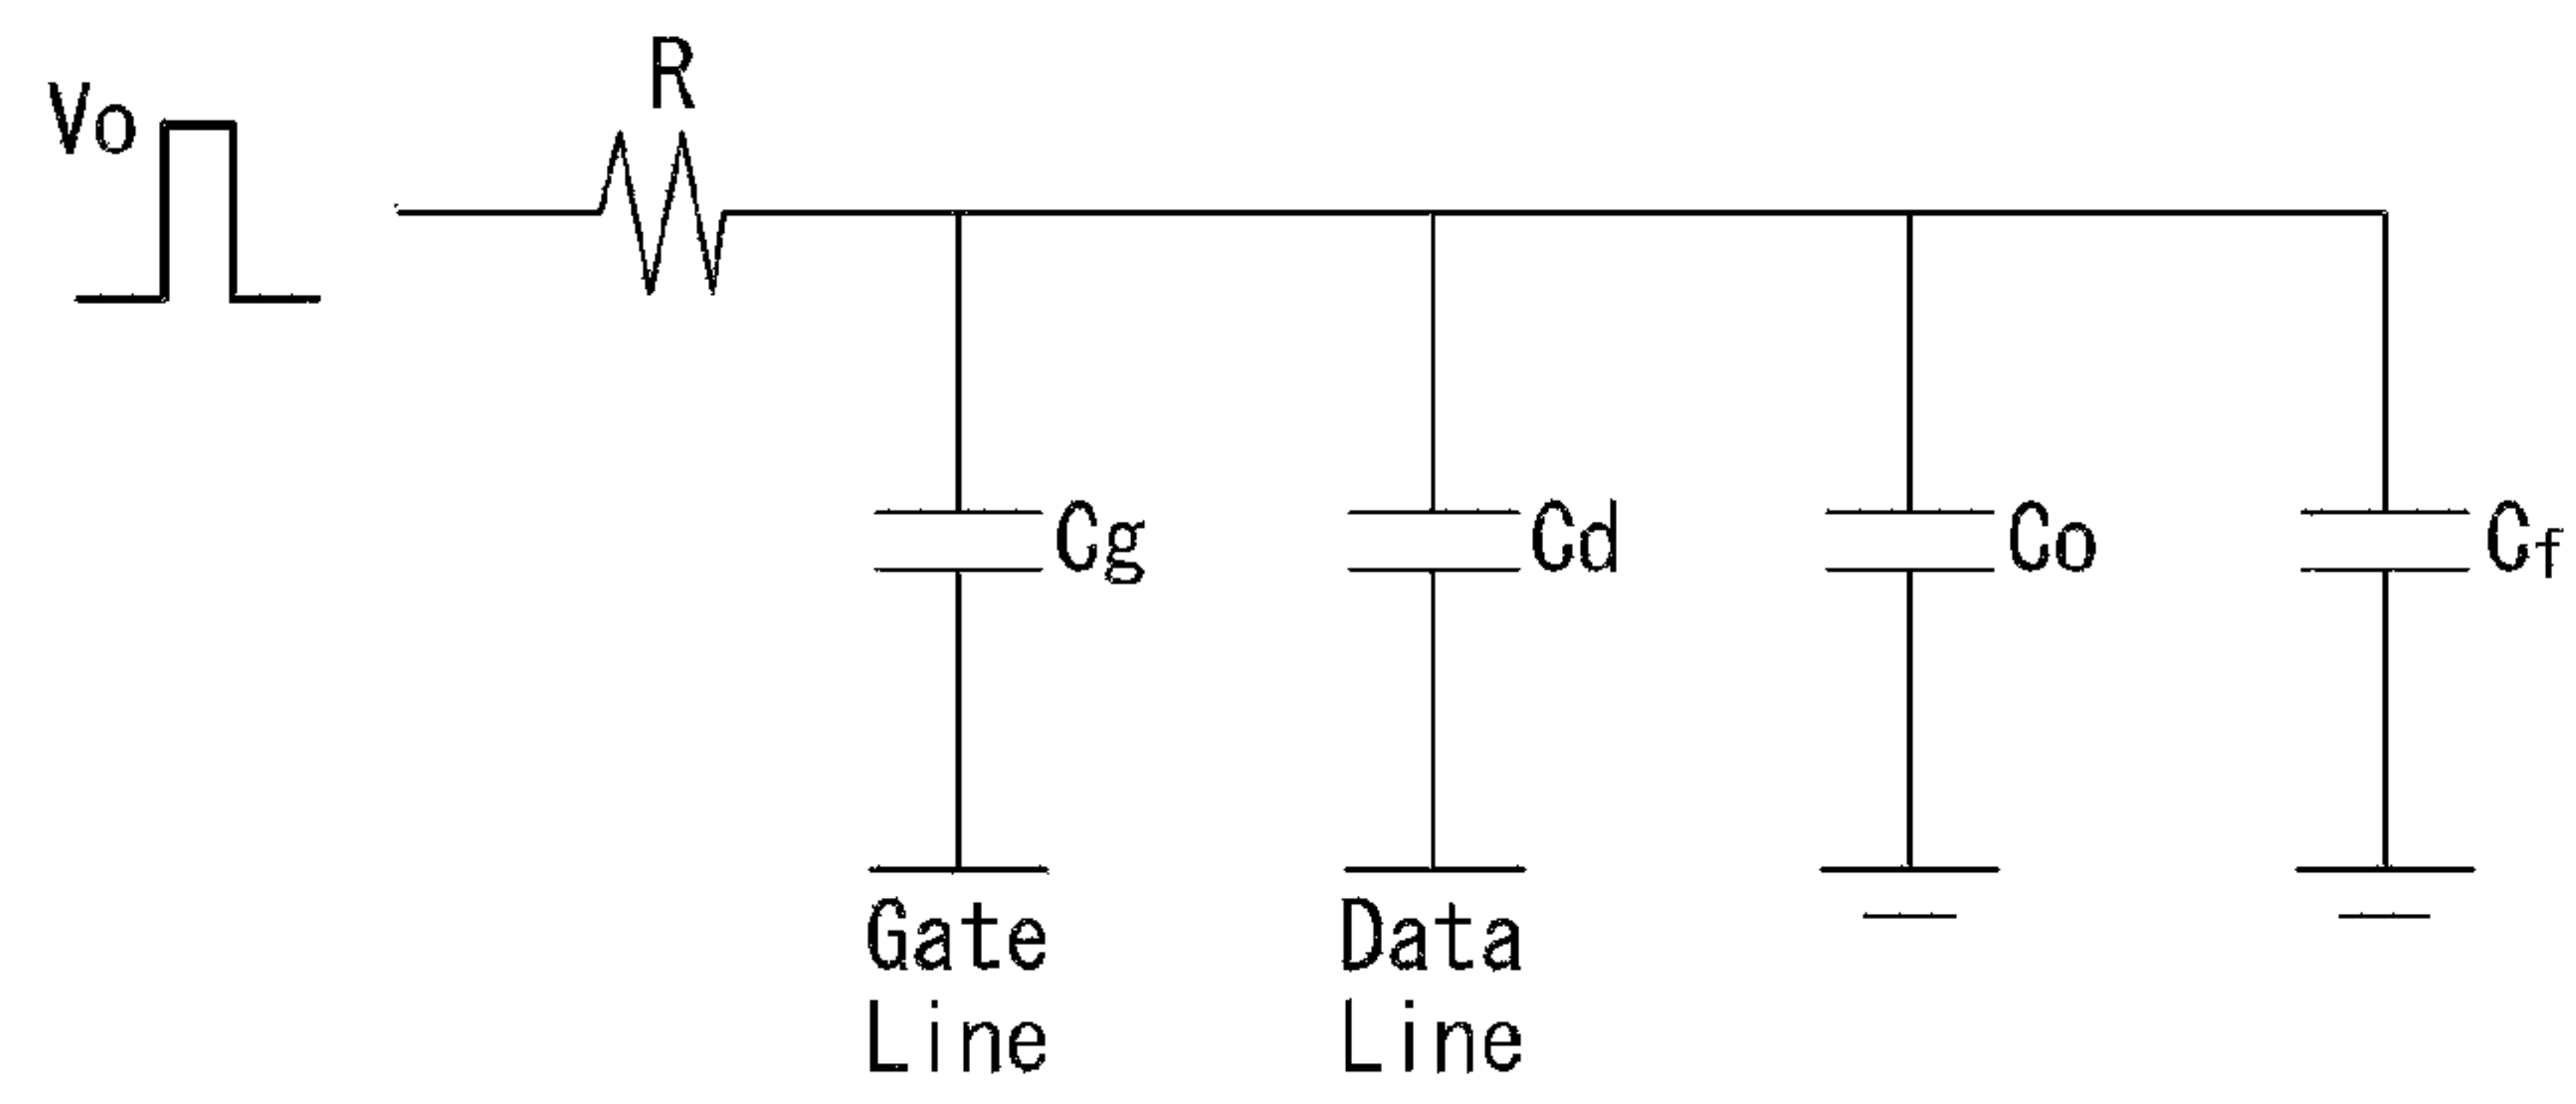 R
Vo
Cg
Cd
Co
Cf
Gate
Line
Data
Line